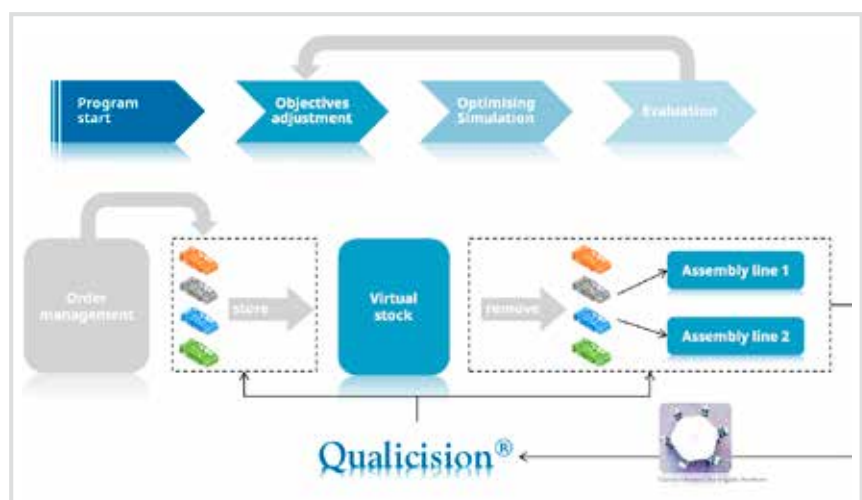 Program
start
Objectives
adjustment
Optimising
Simulation
Evaluation
Order
management
store
Virtual
stock
remove
Assembly line 1
Assembly line 2
Qualicision®